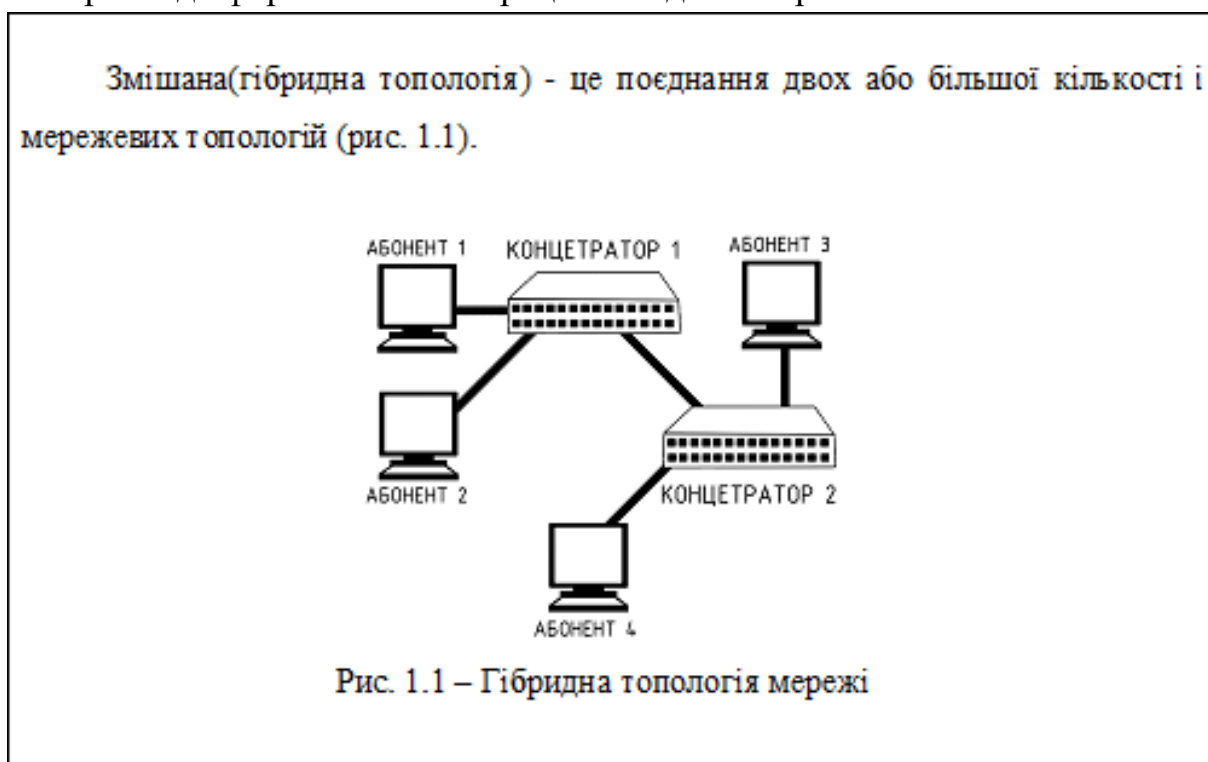 Змішана(гібридна топологія) - це поєднання двох або більшої кількості і
мережевих топологій (рис. 1.1).
АБОНЕНТ 1
КОНЦЕТРАТОР 1
АБОНЕНТ 3
АБОНЕНТ 2
КОНЦЕТРАТОР 2
АБОНЕНТ 4
Рис. 1.1 – Гібридна топологія мережі